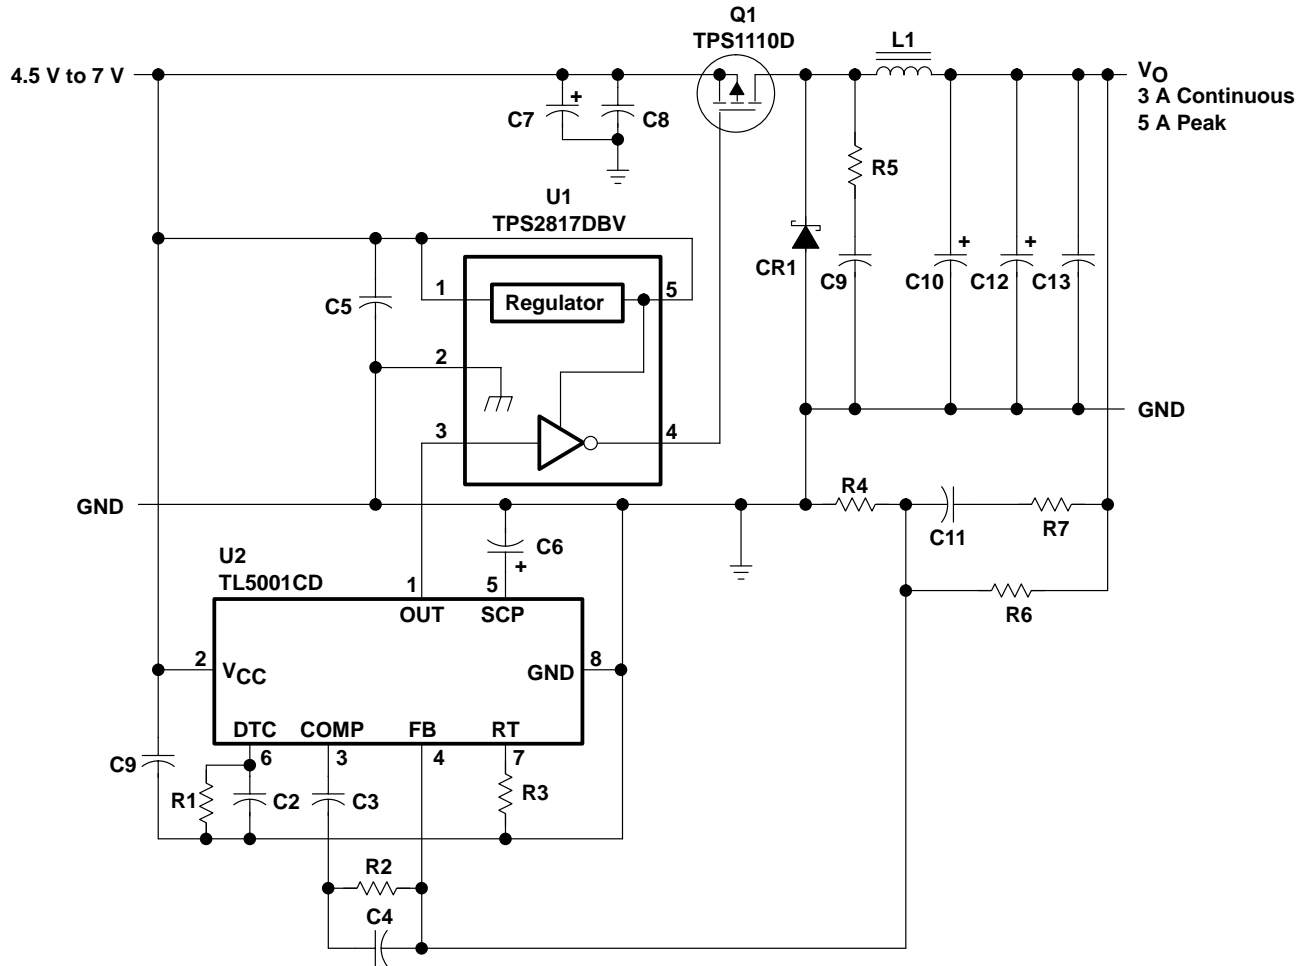 Q1
TPS1110D
L1
4.5 V to 7 V
VO
3 A Continuous
5 A Peak
C7
+
C8
R5
U1
TPS2817DBV
CR1
C9
C10
+
C12
+
C13
C5
1
Regulator
5
2
3
4
GND
GND
R4
C11
R7
C6
+
R6
U2
TL5001CD
1
5
OUT
SCP
2
VCC
GND
8
DTC
COMP
FB
RT
6
3
4
7
C9
R1
C2
C3
R3
R2
C4